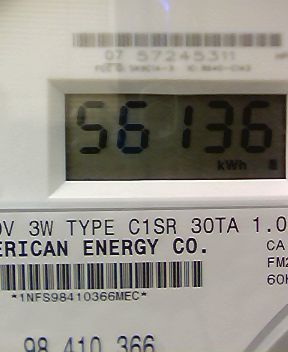 07 57245311
56136
kWh
0V 3W TYPE C1SR 30TA 1.0
ERICAN ENERGY CO.
CA
FM2
60H
*1NFS98410366MEC*
98 410 366